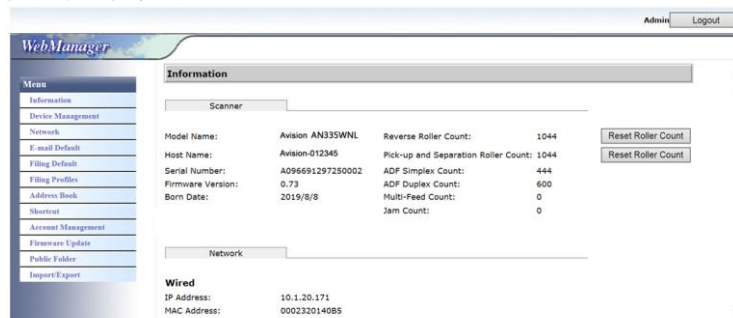 Admin Logout
WebManager
Menu
Information
Device Management
Network
E-mail Default
Filing Default
Filing Profiles
Address Book
Shortcut
Account Management
Firmware Update
Public Folder
Import/Export
Information
Scanner
Model Name: Avision AN335WNL Reverse Roller Count: 1044 Reset Roller Count
Host Name: Avision-012345 Pick-up and Separation Roller Count: 1044 Reset Roller Count
Serial Number: A096691297250002 ADF Simplex Count: 444
Firmware Version: 0.73 ADF Duplex Count: 600
Born Date: 2019/8/8 Multi-Feed Count: 0
Jam Count: 0
Network
Wired
IP Address: 10.1.20.171
MAC Address: 0002320140B5